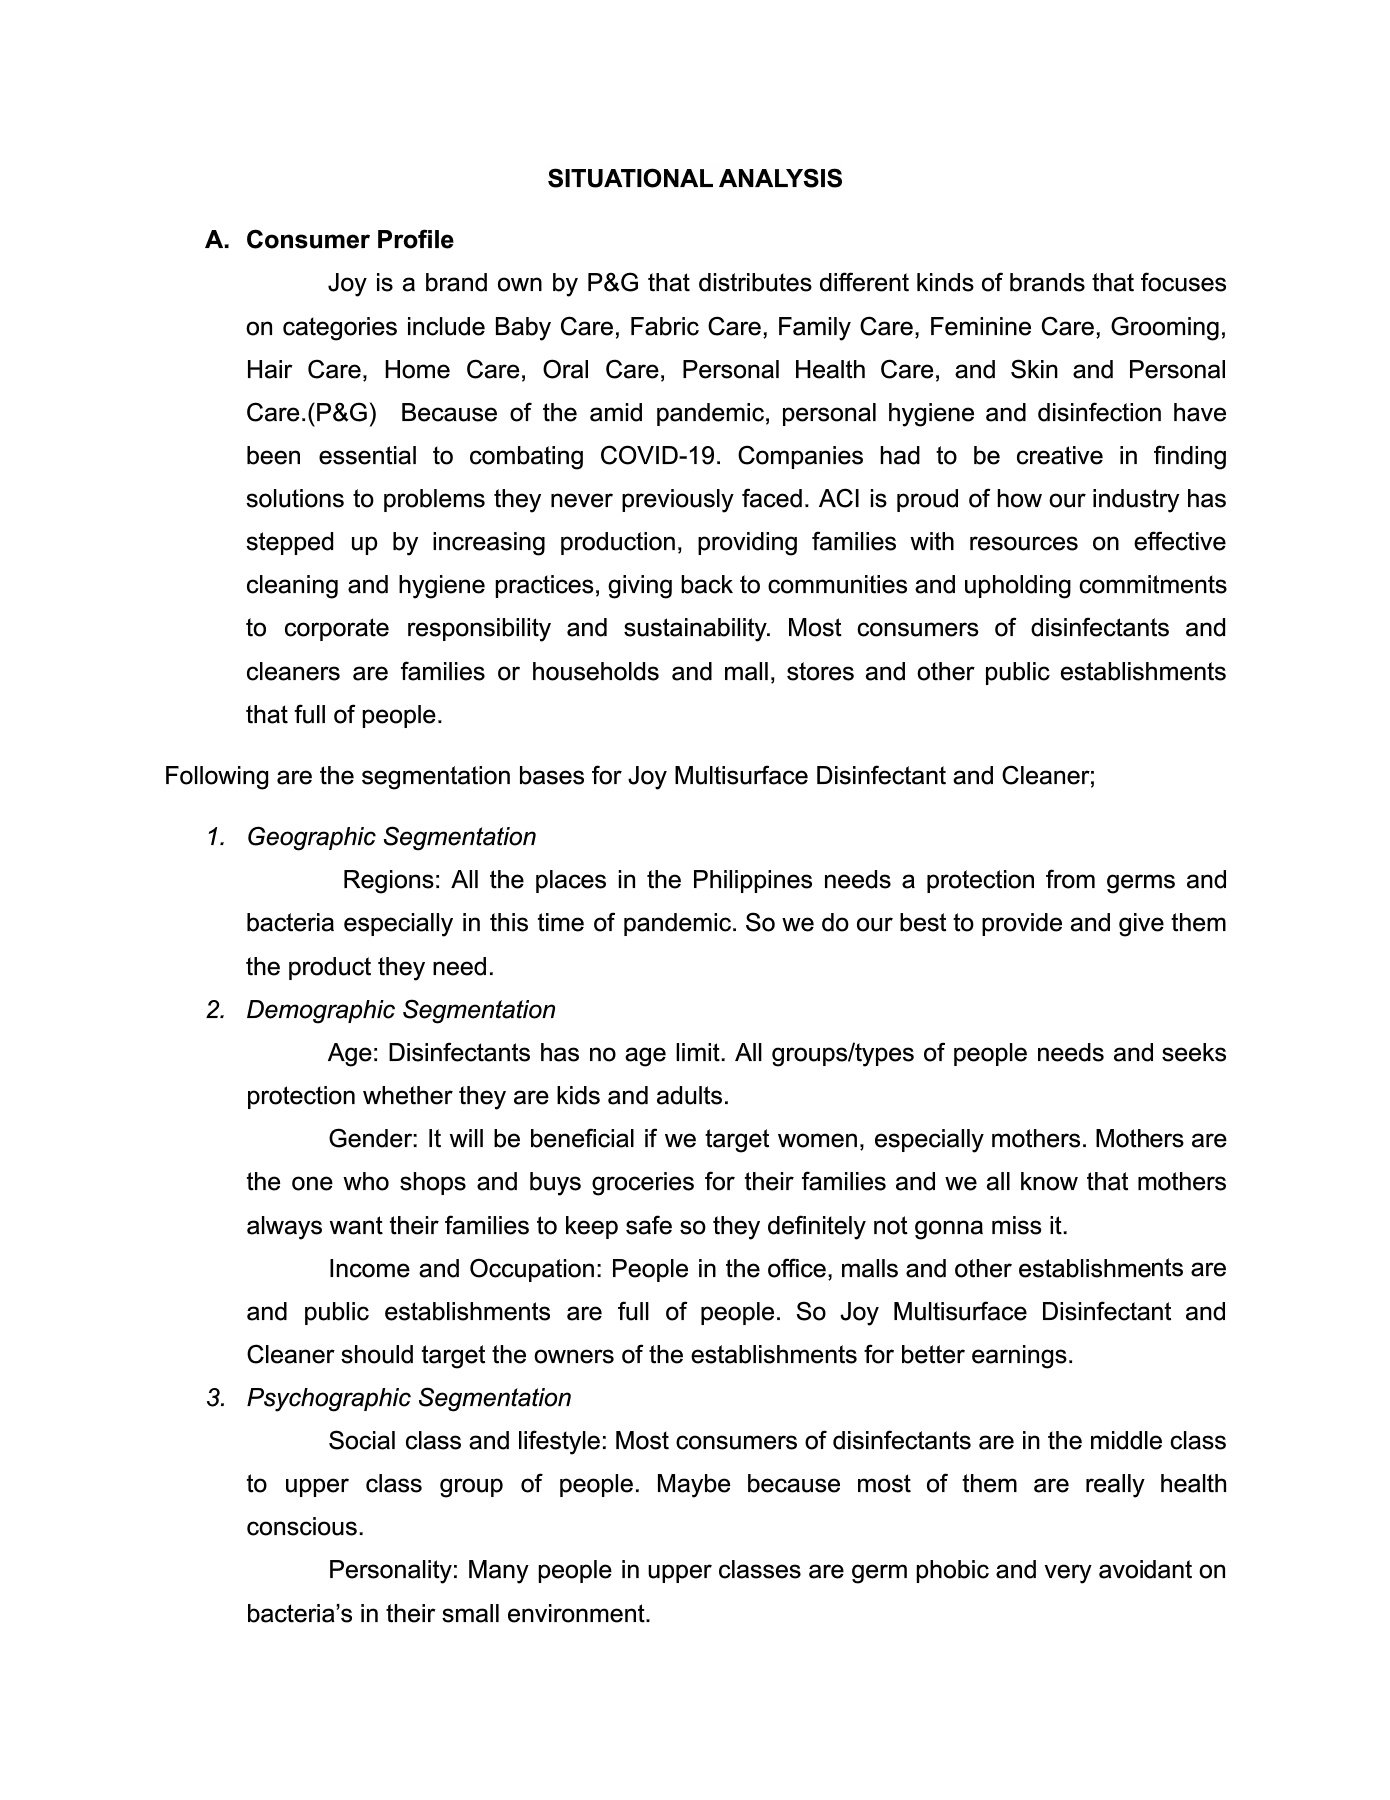 SITUATIONAL ANALYSIS
A. Consumer Profile
Joy is a brand own by P&G that distributes different kinds of brands that focuses
on categories include Baby Care, Fabric Care, Family Care, Feminine Care, Grooming,
Hair Care, Home Care, Oral Care, Personal Health Care, and Skin and Personal
Care.(P&G) Because of the amid pandemic, personal hygiene and disinfection have
been essential to combating COVID-19. Companies had to be creative in finding
solutions to problems they never previously faced. ACI is proud of how our industry has
stepped up by increasing production, providing families with resources on effective
cleaning and hygiene practices, giving back to communities and upholding commitments
to corporate responsibility and sustainability. Most consumers of disinfectants and
cleaners are families or households and mall, stores and other public establishments
that full of people.
Following are the segmentation bases for Joy Multisurface Disinfectant and Cleaner;
1. Geographic Segmentation
Regions: All the places in the Philippines needs a protection from germs and
bacteria especially in this time of pandemic. So we do our best to provide and give them
the product they need.
2. Demographic Segmentation
Age: Disinfectants has no age limit. All groups/types of people needs and seeks
protection whether they are kids and adults.
Gender: It will be beneficial if we target women, especially mothers. Mothers are
the one who shops and buys groceries for their families and we all know that mothers
always want their families to keep safe so they definitely not gonna miss it.
Income and Occupation: People in the office, malls and other establishments are
and public establishments are full of people. So Joy Multisurface Disinfectant and
Cleaner should target the owners of the establishments for better earnings.
3. Psychographic Segmentation
Social class and lifestyle: Most consumers of disinfectants are in the middle class
to upper class group of people. Maybe because most of them are really health
conscious.
Personality: Many people in upper classes are germ phobic and very avoidant on
bacteria’s in their small environment.